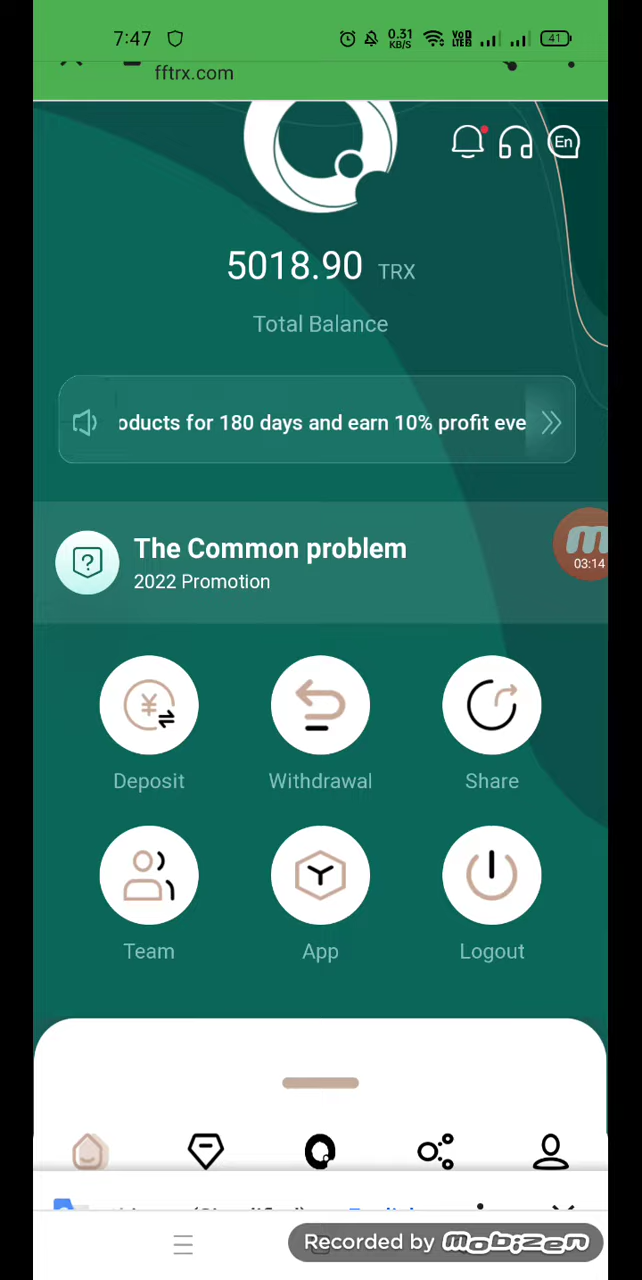 7:47
0.31
KB/S
VoD
LTE
41
fftrx.com
En
5018.90 TRX
Total Balance
oducts for 180 days and earn 10% profit eve
The Common problem
2022 Promotion
03:14
Deposit
Withdrawal
Share
Team
App
Logout
Recorded by mobizen